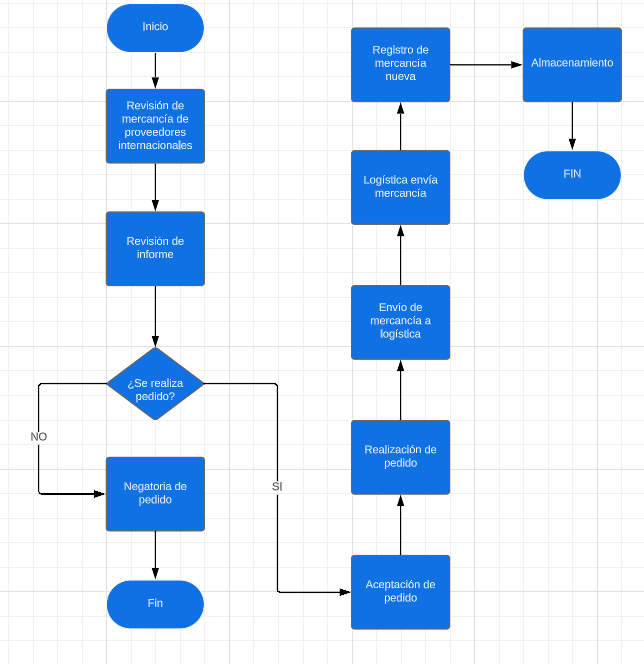 Inicio
Revisión de
mercancía de
proveedores
internacionales
Revisión de
informe
¿Se realiza
pedido?
NO
Negatoria de
pedido
Fin
SI
Aceptación de
pedido
Realización de
pedido
Envío de
mercancía a
logística
Logística envía
mercancía
Registro de
mercancía
nueva
Almacenamiento
FIN